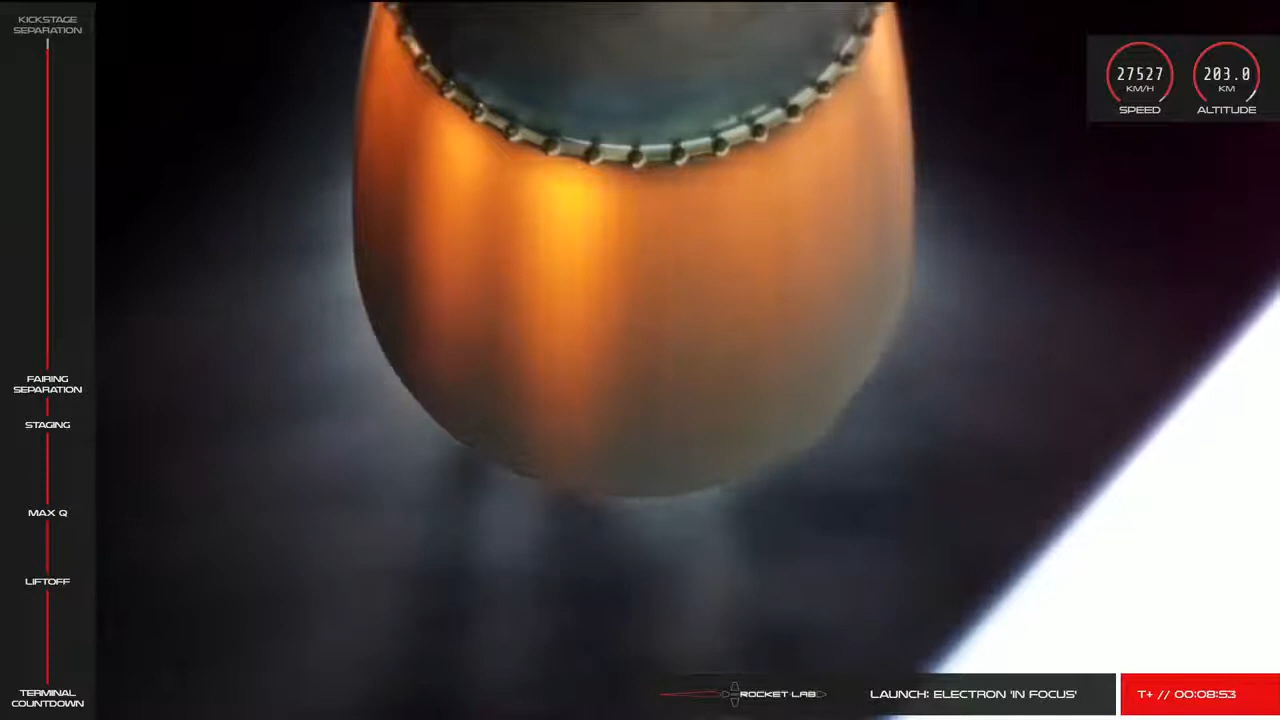 KICKSTAGE
SEPARATION
27527
KM/H
SPEED
203.0
KM
ALTITUDE
FAIRING
SEPARATION
STAGING
MAX Q
LIFTOFF
TERMINAL
COUNTDOWN
ROCKET LAB
LAUNCH: ELECTRON 'IN FOCUS'
T+ // 00:08:53